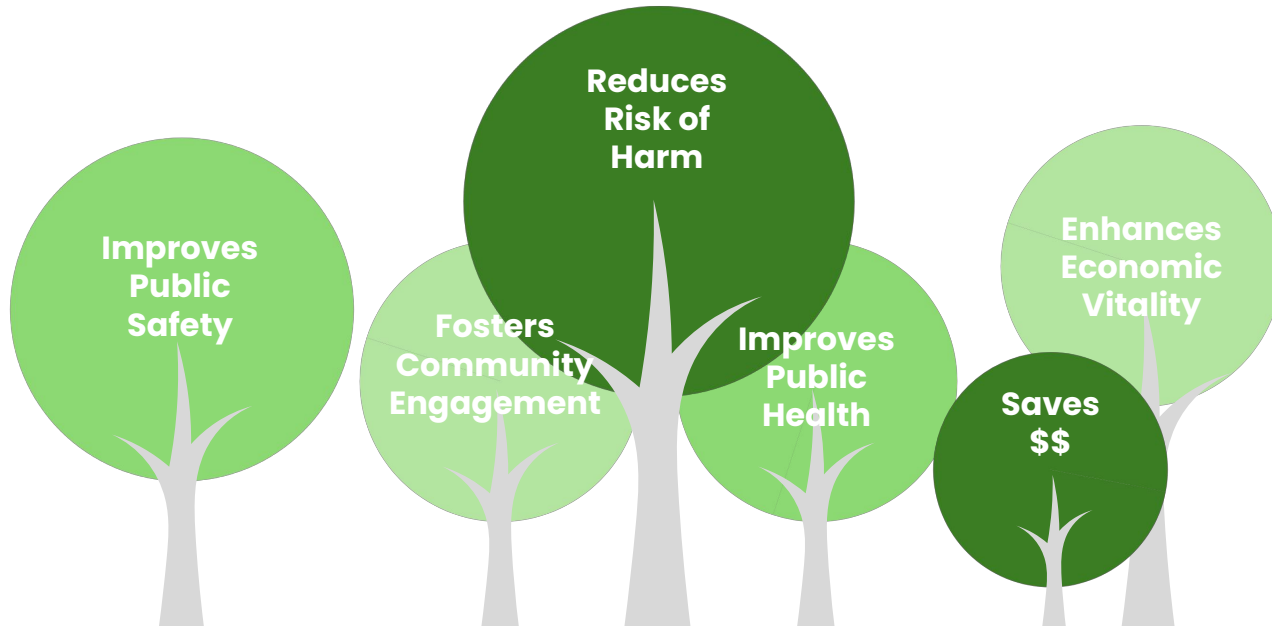 Improves
Public
Safety
Fosters
Community
Engagement
Reduces
Risk of
Harm
Improves
Public
Health
Saves
$$
Enhances
Economic
Vitality